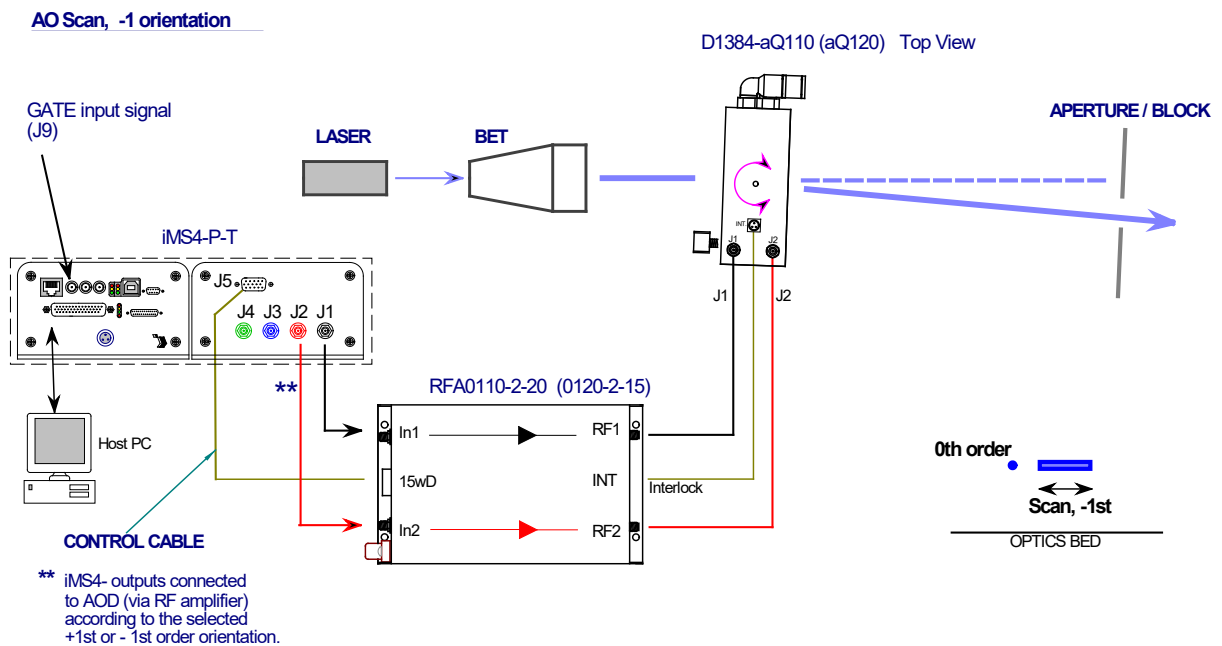 AO Scan, -1 orientation
D1384-aQ110 (aQ120) Top View
GATE input signal
(J9)
LASER
BET
APERTURE / BLOCK
INT.
J1
J2
iMS4-P-T
J5
J4
J3
J2
J1
J1
J2
**
RFA0110-2-20 (0120-2-15)
In1
RF1
Host PC
15wD
INT
Interlock
In2
RF2
0th order
Scan, -1st
OPTICS BED
CONTROL CABLE
** iMS4- outputs connected
to AOD (via RF amplifier)
according to the selected
+1st or - 1st order orientation.